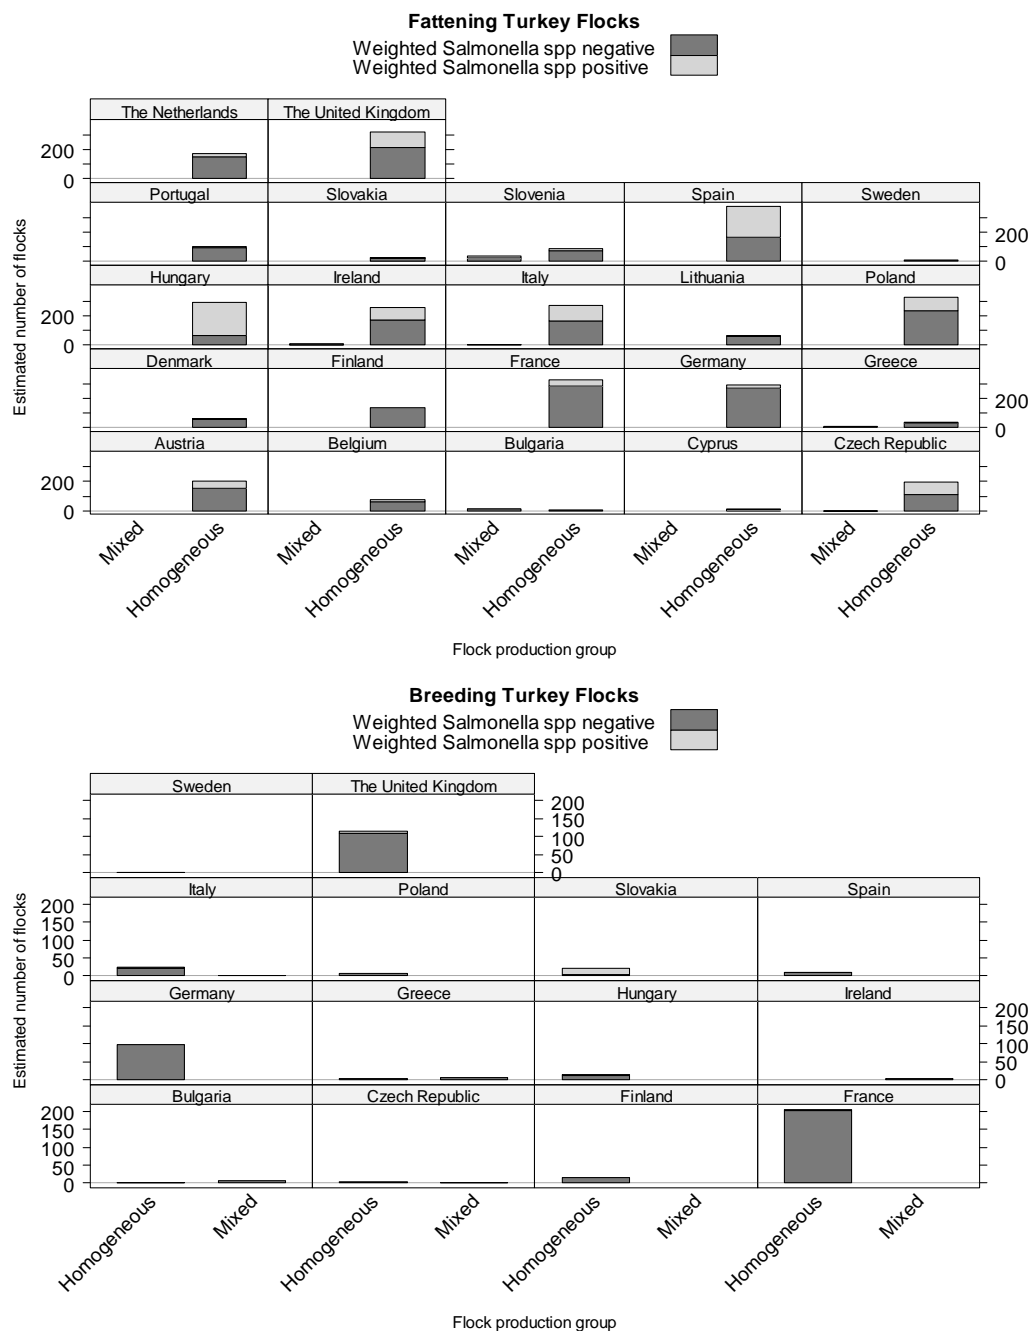 Fattening Turkey Flocks
Weighted Salmonella spp negative
Weighted Salmonella spp positive
The Netherlands The United Kingdom
200
0
Portugal Slovakia Slovenia Spain Sweden
200
0
Hungary Ireland Italy Lithuania Poland
200
0
Denmark Finland France Germany Greece
200
0
Austria Belgium Bulgaria Cyprus Czech Republic
200
0
Estimated number of flocks
Mixed Homogeneous Mixed Homogeneous Mixed Homogeneous Mixed Homogeneous Mixed Homogeneous
Flock production group
Breeding Turkey Flocks
Weighted Salmonella spp negative
Weighted Salmonella spp positive
Sweden The United Kingdom
200
150
100
50
0
Italy Poland Slovakia Spain
200
150
100
50
0
Germany Greece Hungary Ireland
200
150
100
50
0
Bulgaria Czech Republic Finland France
200
150
100
50
0
Estimated number of flocks
Homogeneous Mixed Homogeneous Mixed Homogeneous Mixed Homogeneous Mixed
Flock production group